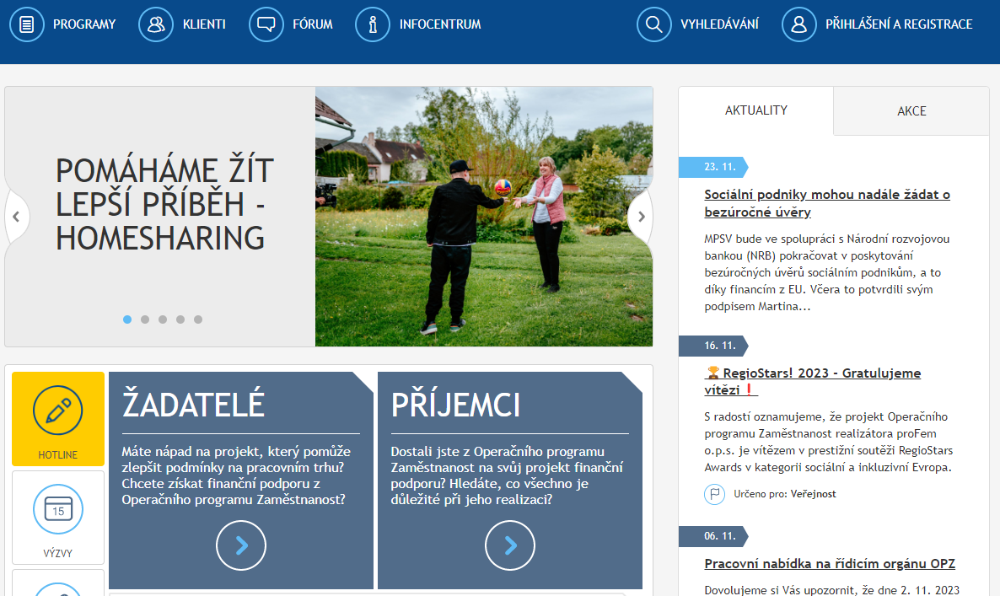 PROGRAMY
KLIENTI
FÓRUM
INFOCENTRUM
VYHLEDÁVÁNÍ
PŘIHLÁŠENÍ A REGISTRACE
POMÁHÁME ŽÍT
LEPŠÍ PŘÍBĚH -
HOMESHARING
HOTLINE
15
VÝZVY
ŽADATELÉ
Máte nápad na projekt, který pomůže
zlepšit podmínky na pracovním trhu?
Chcete získat finanční podporu z
Operačního programu Zaměstnanost?
PŘÍJEMCI
Dostali jste z Operačního programu
Zaměstnanost na svůj projekt finanční
podporu? Hledáte, co všechno je
důležité při jeho realizaci?
AKTUALITY
AKCE
23. 11.
Sociální podniky mohou nadále žádat o
bezúročné úvěry
MPSV bude ve spolupráci s Národní rozvojovou
bankou (NRB) pokračovat v poskytování
bezúročných úvěrů sociálním podnikům, a to
díky financím z EU. Včera to potvrdili svým
podpisem Martina...
16. 11.
🏆RegioStars! 2023 - Gratulujeme
vítězi❗
S radostí oznamujeme, že projekt Operačního
programu Zaměstnanost realizátora proFem
o.p.s. je vítězem v prestižní soutěži RegioStars
Awards v kategorii sociální a inkluzivní Evropa.
Určeno pro: Veřejnost
06. 11.
Pracovní nabídka na řídicím orgánu OPZ
Dovolujeme si Vás upozornit, že dne 2. 11. 2023